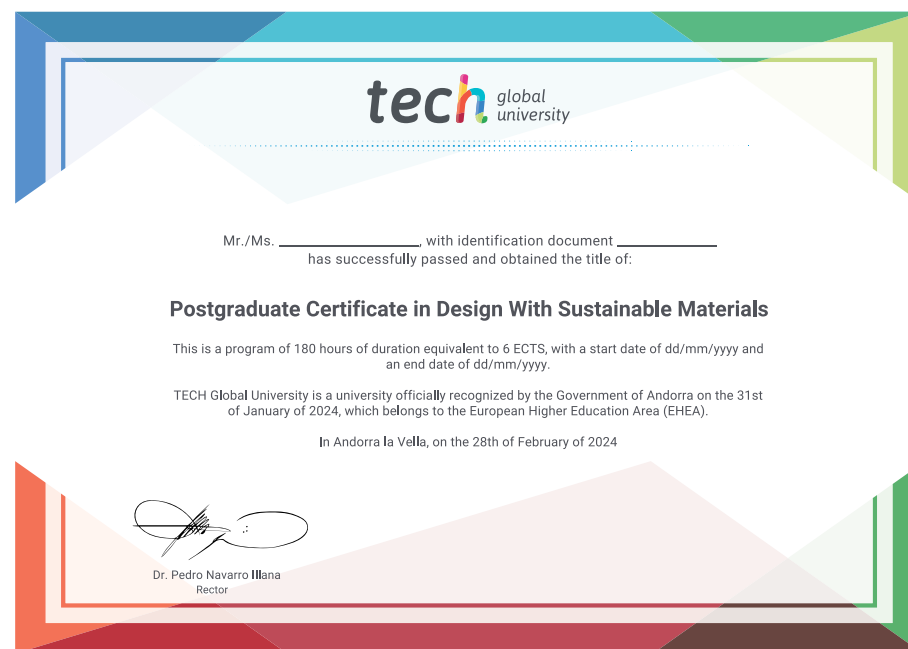 tech global
university
Mr./Ms. ____________________, with identification document ______________
has successfully passed and obtained the title of:
Postgraduate Certificate in Design With Sustainable Materials
This is a program of 180 hours of duration equivalent to 6 ECTS, with a start date of dd/mm/yyyy and
an end date of dd/mm/yyyy.
TECH Global University is a university officially recognized by the Government of Andorra on the 31st
of January of 2024, which belongs to the European Higher Education Area (EHEA).
In Andorra la Vella, on the 28th of February of 2024
Dr. Pedro Navarro Illana
Rector